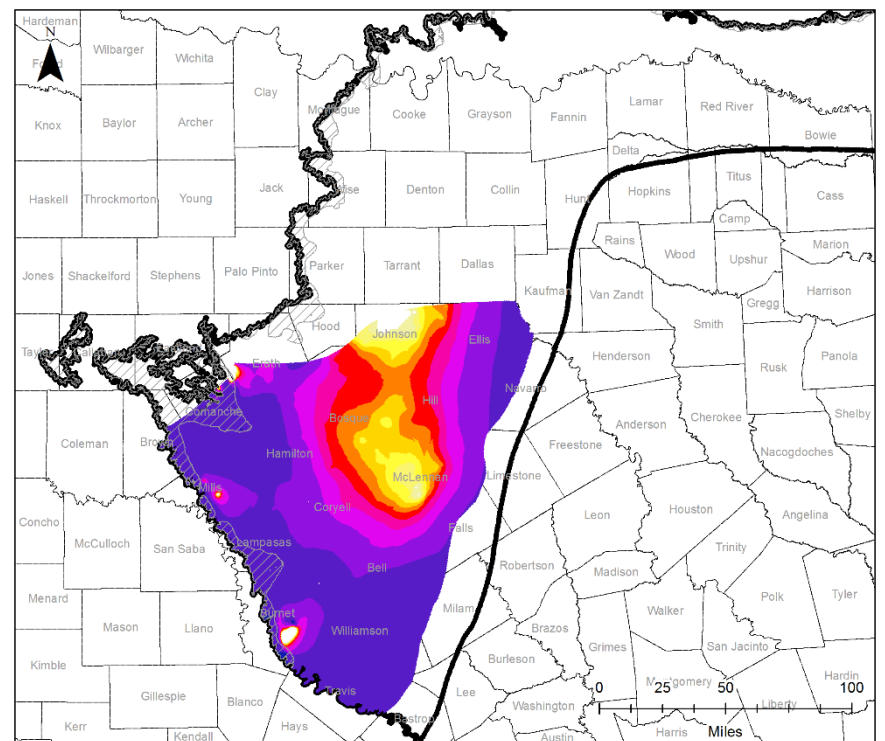 Hardeman
N
Wilbarger
Wichita
Clay
Cooke
Grayson
Fannin
Lamar
Red River
Bowie
Knox
Baylor
Archer
Delta
Titus
Haskell
Throckmorton
Young
Jack
Denton
Collin
Hunt
Hopkins
Cass
Camp
Rains
Wood
Upshur
Marion
Jones
Shackelford
Stephens
Palo Pinto
Parker
Tarrant
Dallas
Kaufman
Van Zandt
Gregg
Harrison
Hood
Johnson
Ellis
Smith
Erath
Henderson
Rusk
Panola
Navarro
Comanche
Bosque
Hill
Anderson
Cherokee
Shelby
Coleman
Brown
Hamilton
Freestone
Nacogdoches
Mills
McLennan
Limestone
Coryell
Concho
Falls
Leon
Houston
Angelina
McCulloch
San Saba
Lampasas
Trinity
Bell
Robertson
Madison
Menard
Burnet
Milam
Polk
Tyler
Mason
Llano
Williamson
Walker
Brazos
Grimes
San Jacinto
Kimble
Burleson
Gillespie
Blanco
Travis
Lee
Montgomery
Hardin
Bastrop
Washington
Liberty
Kerr
Kendall
Hays
Austin
Harris
0 25 50 100
Miles